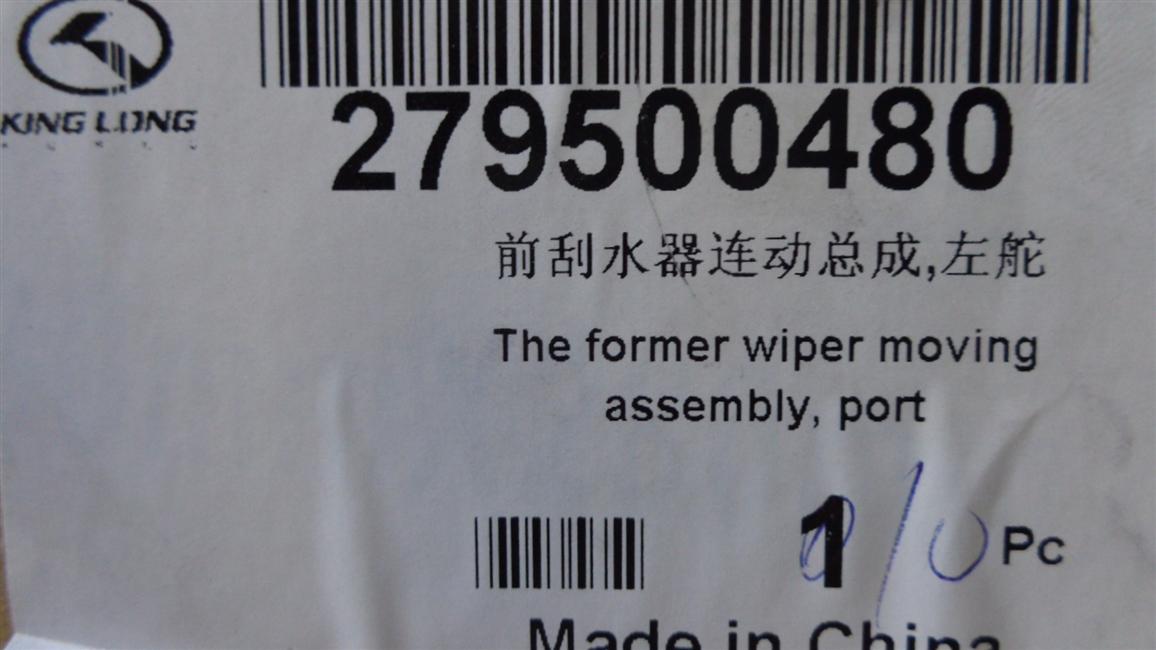 KING LONG
279500480
前刮水器连动总成,左舵
The former wiper moving
assembly, port
1 Pc
Made in China